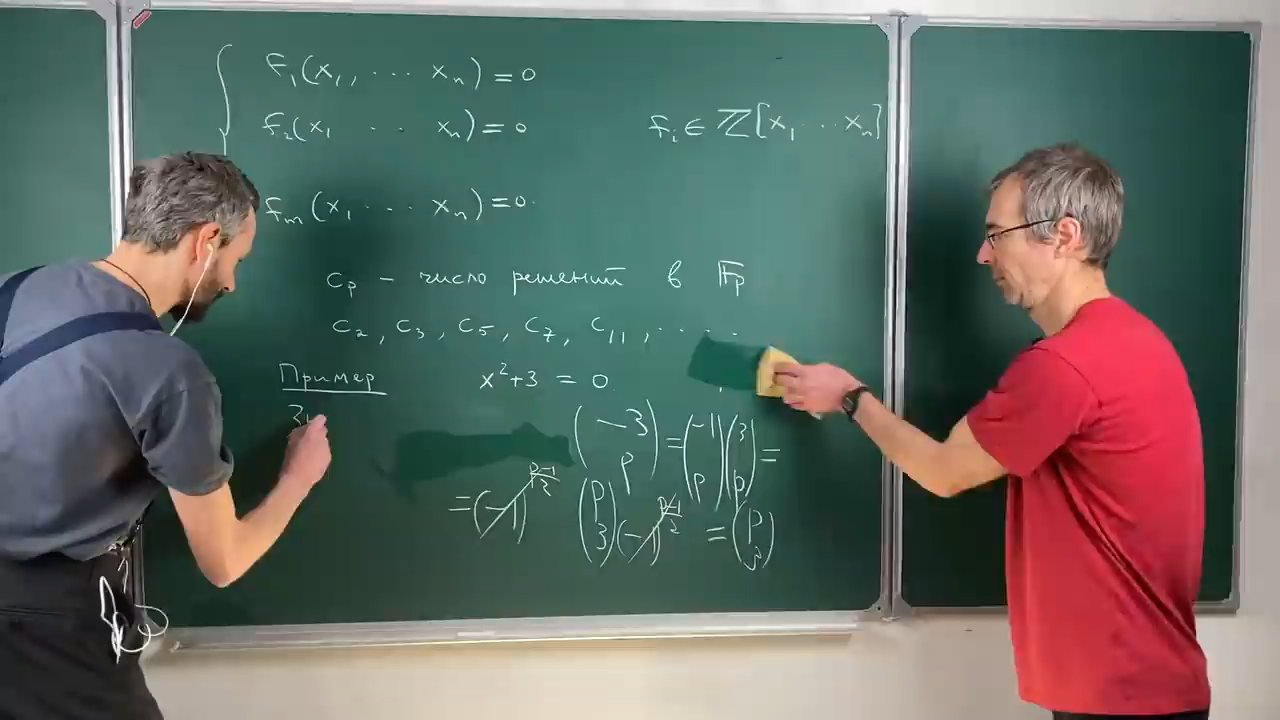 f₁(x₁, ... xₙ) = 0
f₂(x₁ .. xₙ) = 0
fᵢ ∈ ℤ[x₁ ... xₙ]
fₘ(x₁ ... xₙ) = 0.
cₚ – число решений в 𝔽ₚ
c₂, c₃, c₅, c₇, c₁₁, ....
Пример x² + 3 = 0
(−3/p) = (−1/p)(3/p) =
= (−1)^((p−1)/2) (p/3) (−1)^((p−1)/2) = (p/3)